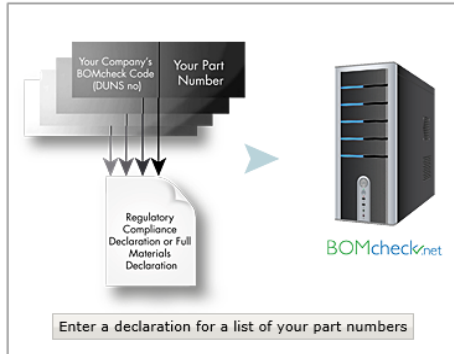 Your Company's
BOMcheck Code
(DUNS no)
Your Part
Number
Regulatory
Compliance
Declaration or Full
Materials
Declaration
BOMcheck.net
Enter a declaration for a list of your part numbers